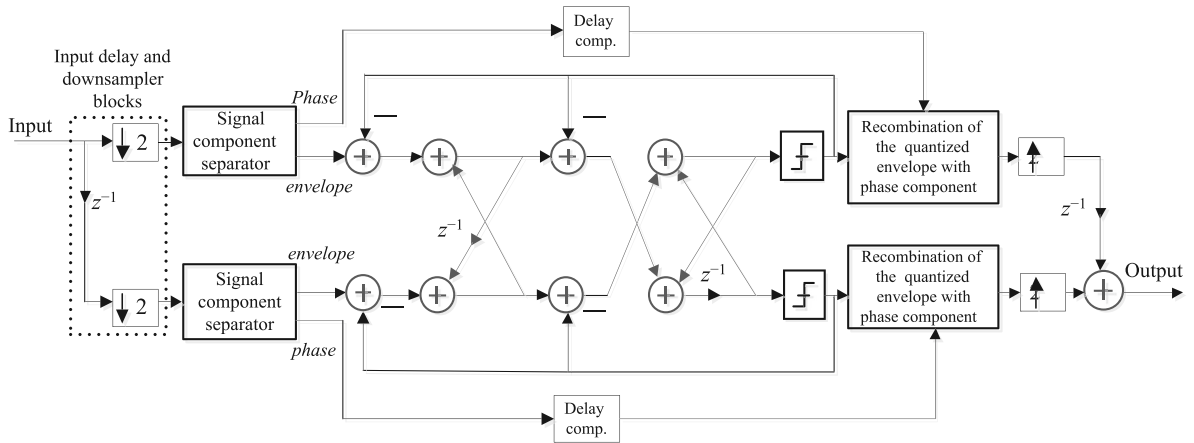 Delay
comp.
Input delay and
downsampler
blocks
Input
2
z⁻¹
2
Signal
component
separator
Phase
envelope
envelope
Signal
component
separator
phase
z⁻¹
z⁻¹
Recombination of
the quantized
envelope with
phase component
Recombination of
the quantized
envelope with
phase component
z⁻¹
Output
Delay
comp.